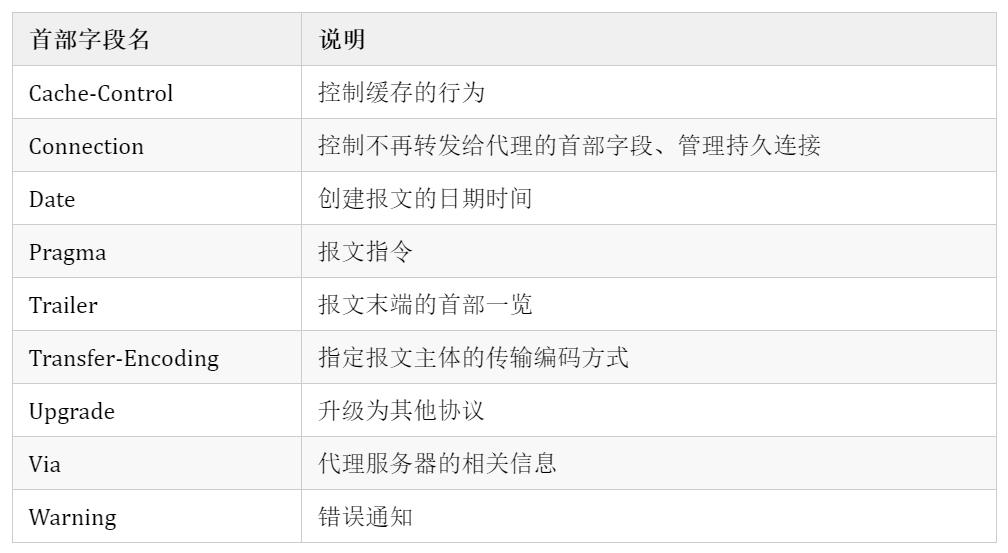 首部字段名 说明
Cache-Control 控制缓存的行为
Connection 控制不再转发给代理的首部字段、管理持久连接
Date 创建报文的日期时间
Pragma 报文指令
Trailer 报文末端的首部一览
Transfer-Encoding 指定报文主体的传输编码方式
Upgrade 升级为其他协议
Via 代理服务器的相关信息
Warning 错误通知